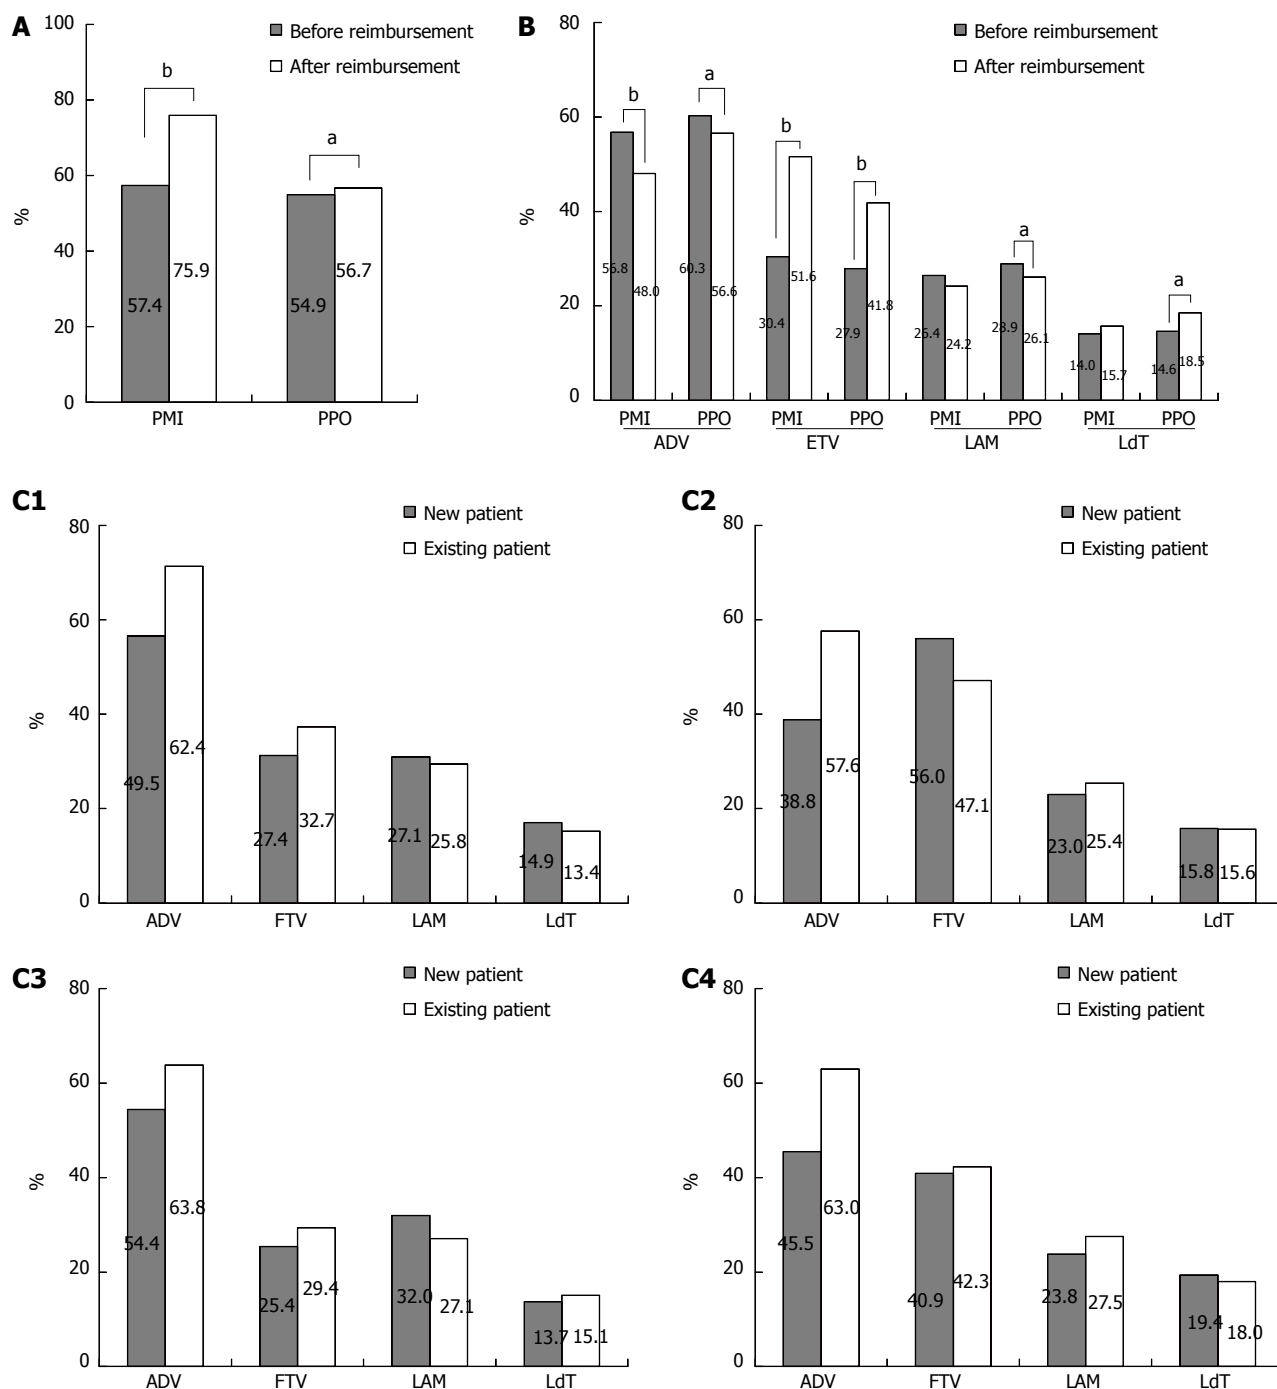 A
Before reimbursement
After reimbursement
%
100
80
60
40
20
0
b
a
57.4
75.9
54.9
56.7
PMI
PPO
B
Before reimbursement
After reimbursement
%
80
60
40
20
0
b
a
b
b
a
a
56.8
48.0
60.3
56.6
30.4
51.6
27.9
41.8
26.4
24.2
28.9
26.1
14.0
15.7
14.6
18.5
PMI PPO PMI PPO PMI PPO PMI PPO
ADV ETV LAM LdT
C1
New patient
Existing patient
%
80
60
40
20
0
49.5
62.4
27.4
32.7
27.1
25.8
14.9
13.4
ADV FTV LAM LdT
C2
New patient
Existing patient
%
80
60
40
20
0
38.8
57.6
56.0
47.1
23.0
25.4
15.8
15.6
ADV FTV LAM LdT
C3
New patient
Existing patient
%
80
60
40
20
0
54.4
63.8
25.4
29.4
32.0
27.1
13.7
15.1
ADV FTV LAM LdT
C4
New patient
Existing patient
%
80
60
40
20
0
45.5
63.0
40.9
42.3
23.8
27.5
19.4
18.0
ADV FTV LAM LdT